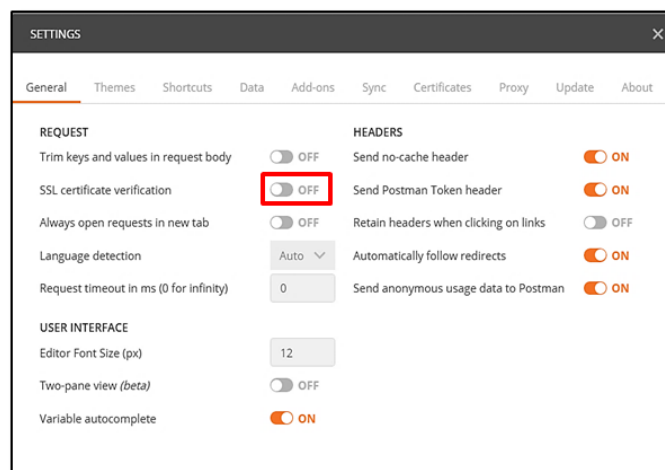 SETTINGS
General Themes Shortcuts Data Add-ons Sync Certificates Proxy Update About
REQUEST
Trim keys and values in request body OFF
SSL certificate verification OFF
Always open requests in new tab OFF
Language detection Auto
Request timeout in ms (0 for infinity) 0
USER INTERFACE
Editor Font Size (px) 12
Two-pane view (beta) OFF
Variable autocomplete ON
HEADERS
Send no-cache header ON
Send Postman Token header ON
Retain headers when clicking on links OFF
Automatically follow redirects ON
Send anonymous usage data to Postman ON